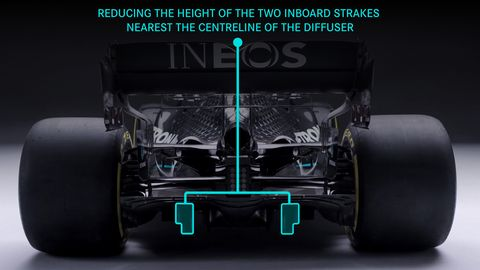 REDUCING THE HEIGHT OF THE TWO INBOARD STRAKES
NEAREST THE CENTRELINE OF THE DIFFUSER
INEOS